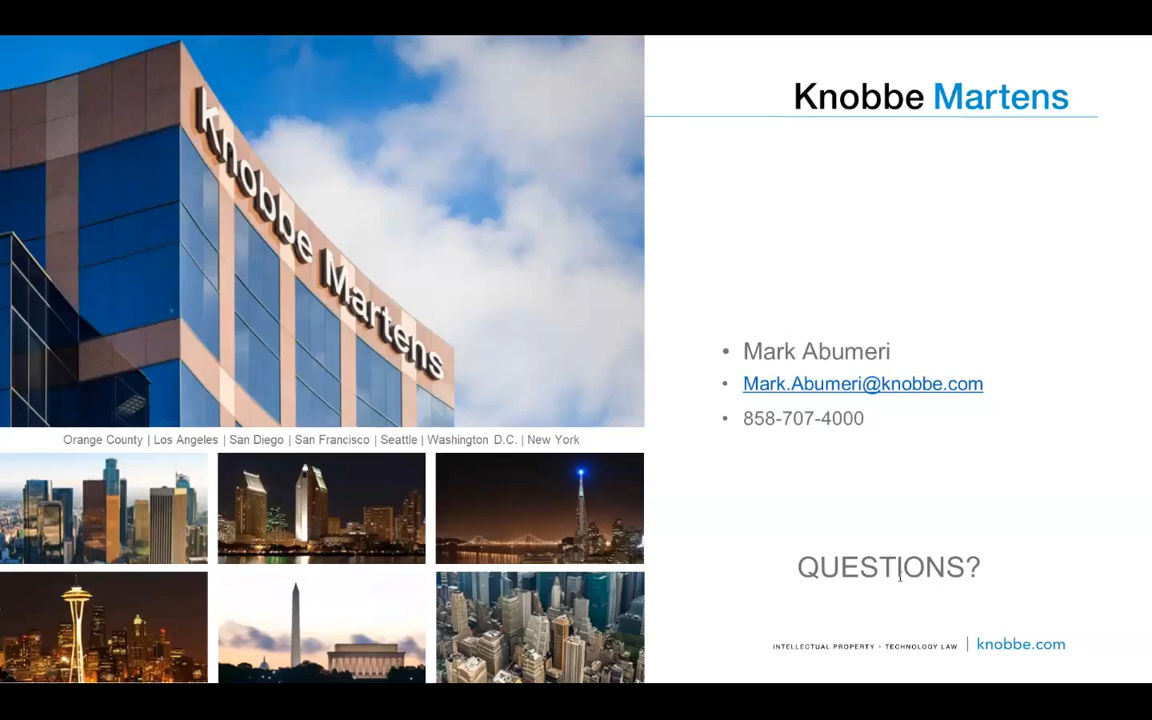 Knobbe Martens
Knobbe Martens
Orange County | Los Angeles | San Diego | San Francisco | Seattle | Washington D.C. | New York
• Mark Abumeri
• Mark.Abumeri@knobbe.com
• 858-707-4000
QUESTIONS?
INTELLECTUAL PROPERTY + TECHNOLOGY LAW | knobbe.com